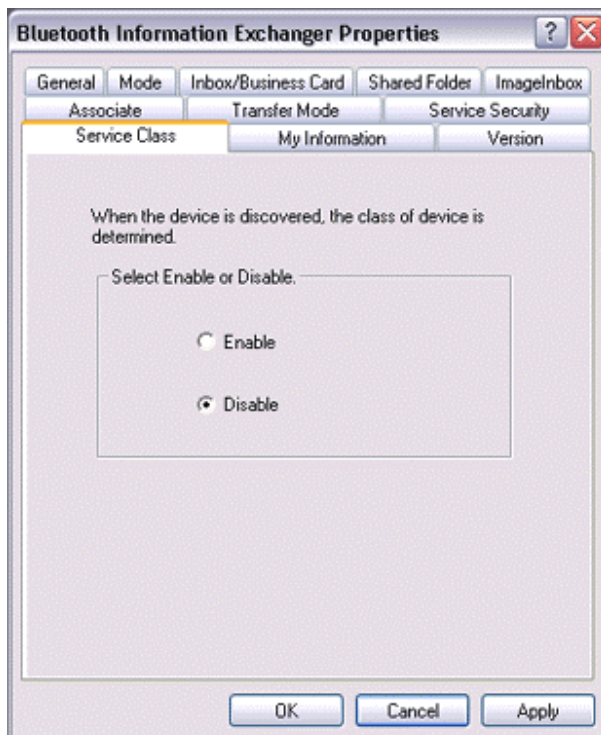 Bluetooth Information Exchanger Properties
General Mode Inbox/Business Card Shared Folder ImageInbox
Associate Transfer Mode Service Security
Service Class My Information Version
When the device is discovered, the class of device is
determined.
Select Enable or Disable.
Enable
Disable
OK Cancel Apply